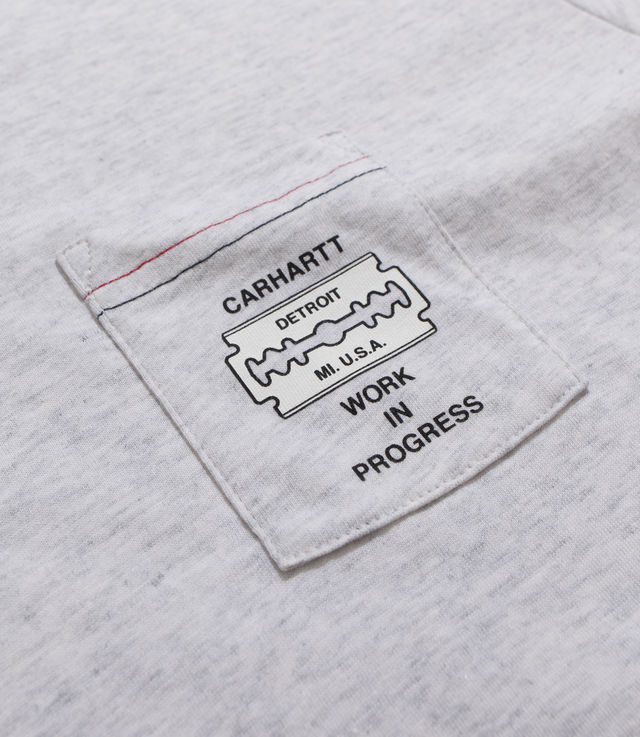 CARHARTT
DETROIT
MI. U.S.A.
WORK
IN
PROGRESS